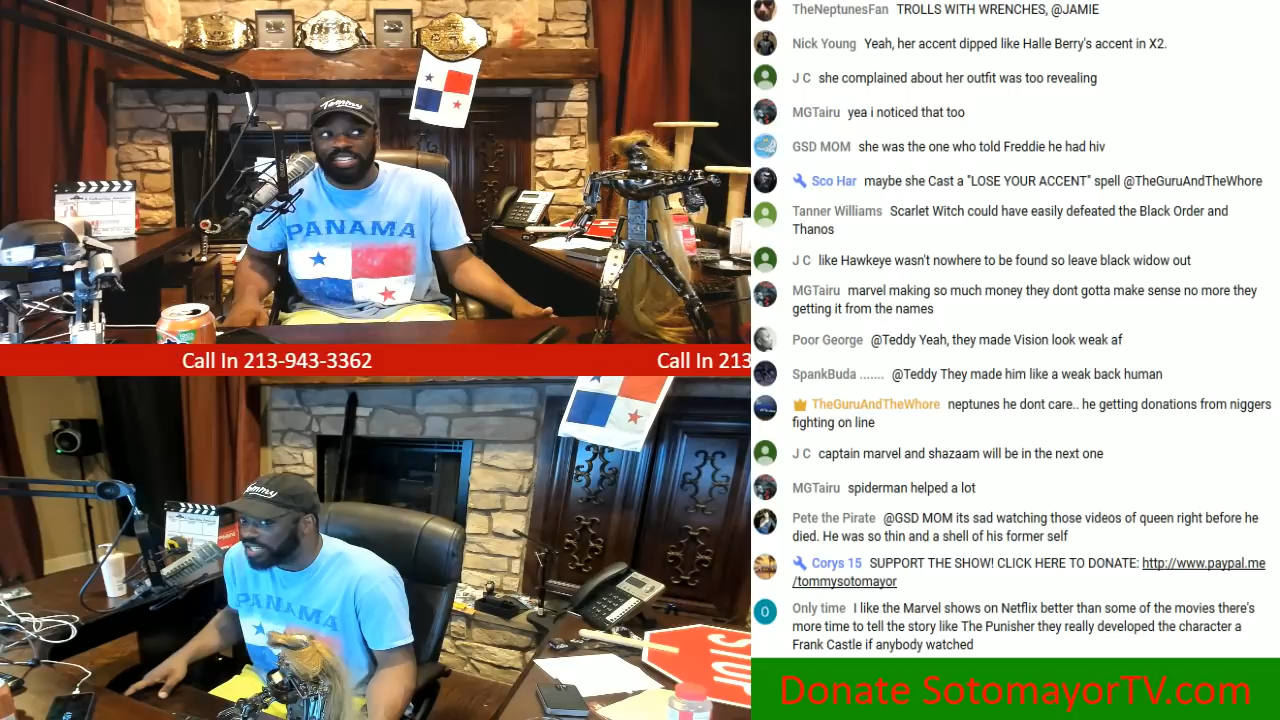 Tommy
PANAMA
Call In 213-943-3362
Call In 213
Tommy
PANAMA
TheNeptunesFan TROLLS WITH WRENCHES, @JAMIE
Nick Young Yeah, her accent dipped like Halle Berry's accent in X2.
J C she complained about her outfit was too revealing
MGTairu yea i noticed that too
GSD MOM she was the one who told Freddie he had hiv
Sco Har maybe she Cast a "LOSE YOUR ACCENT" spell @TheGuruAndTheWhore
Tanner Williams Scarlet Witch could have easily defeated the Black Order and
Thanos
J C like Hawkeye wasn't nowhere to be found so leave black widow out
MGTairu marvel making so much money they dont gotta make sense no more they
getting it from the names
Poor George @Teddy Yeah, they made Vision look weak af
SpankBuda ....... @Teddy They made him like a weak back human
TheGuruAndTheWhore neptunes he dont care.. he getting donations from niggers
fighting on line
J C captain marvel and shazaam will be in the next one
MGTairu spiderman helped a lot
Pete the Pirate @GSD MOM its sad watching those videos of queen right before he
died. He was so thin and a shell of his former self
Corys 15 SUPPORT THE SHOW! CLICK HERE TO DONATE: http://www.paypal.me
/tommysotomayor
O
Only time I like the Marvel shows on Netflix better than some of the movies there's
more time to tell the story like The Punisher they really developed the character a
Frank Castle if anybody watched
Donate SotomayorTV.com